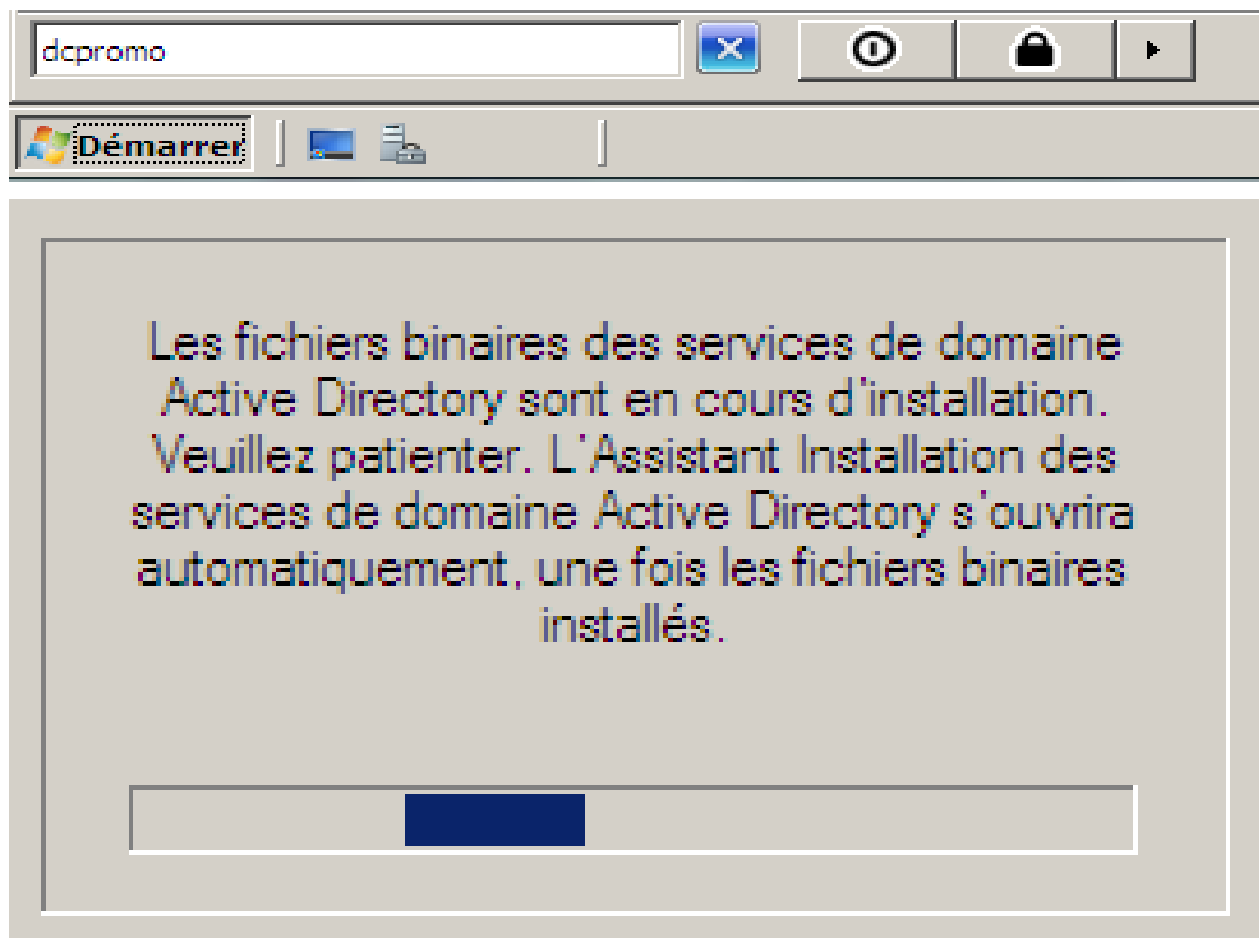 dcpromo
Démarrer
Les fichiers binaires des services de domaine
Active Directory sont en cours d'installation.
Veuillez patienter. L'Assistant Installation des
services de domaine Active Directory s'ouvrira
automatiquement, une fois les fichiers binaires
installés.